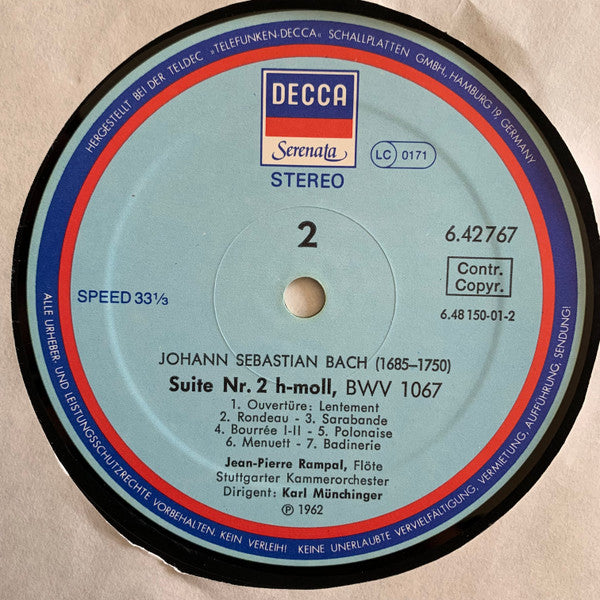 HERGESTELLT BEI DER TELDEC »TELEFUNKEN-DECCA« SCHALLPLATTEN GMBH, HAMBURG 19, GERMANY
DECCA
Serenata
LC 0171
STEREO
2
6.42767
SPEED 33⅓
Contr.
Copyr.
6.48 150-01-2
JOHANN SEBASTIAN BACH (1685–1750)
Suite Nr. 2 h-moll, BWV 1067
1. Ouvertüre: Lentement
2. Rondeau - 3. Sarabande
4. Bourrée I-II - 5. Polonaise
6. Menuett - 7. Badinerie
Jean-Pierre Rampal, Flöte
Stuttgarter Kammerorchester
Dirigent: Karl Münchinger
℗ 1962
ALLE URHEBER- UND LEISTUNGSSCHUTZRECHTE VORBEHALTEN. KEIN VERLEIH! KEINE UNERLAUBTE VERVIELFÄLTIGUNG, VERMIETUNG, AUFFÜHRUNG, SENDUNG!